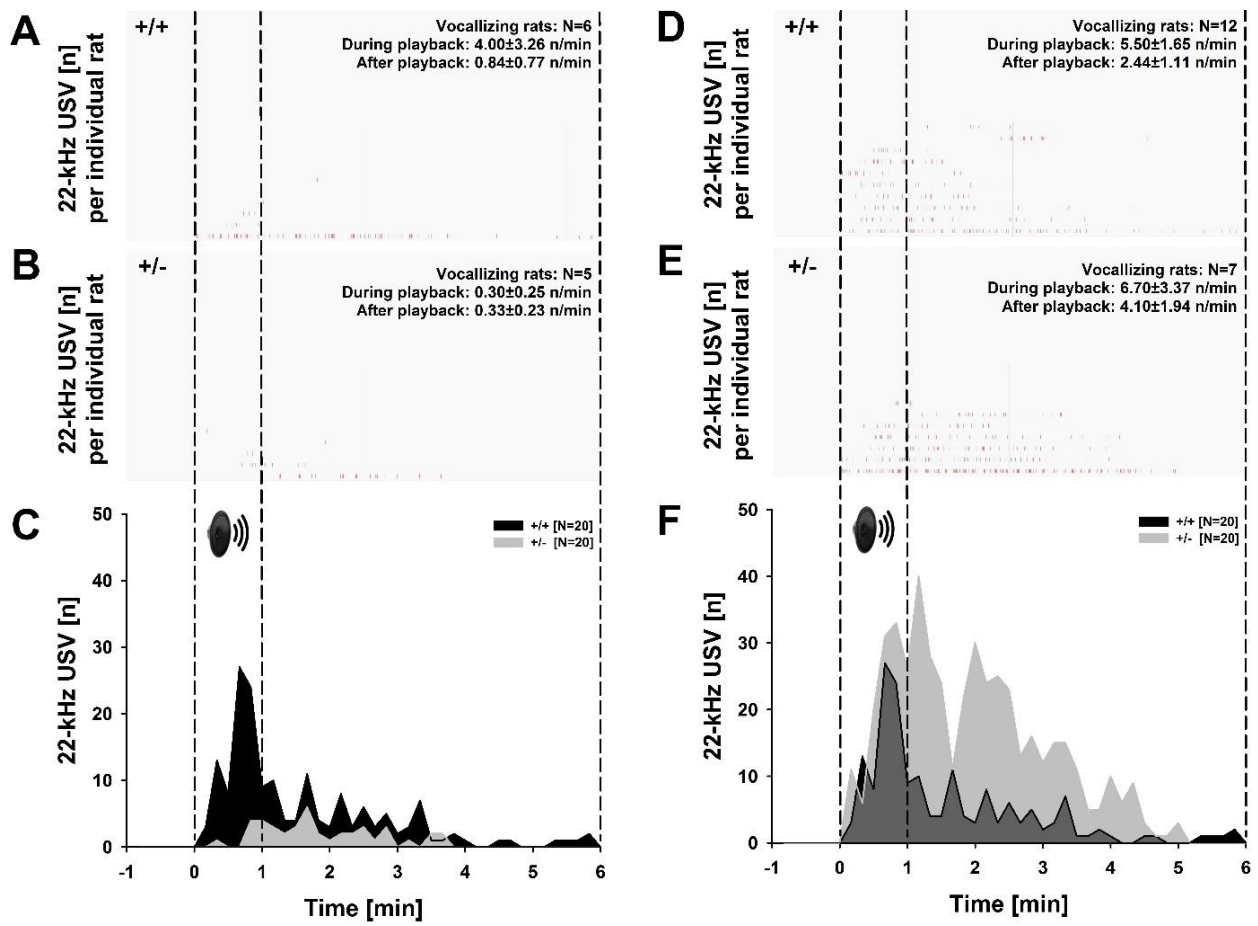 A
+/+
Vocallizing rats: N=6
During playback: 4.00±3.26 n/min
After playback: 0.84±0.77 n/min
22-kHz USV [n]
per individual rat
B
+/-
Vocallizing rats: N=5
During playback: 0.30±0.25 n/min
After playback: 0.33±0.23 n/min
22-kHz USV [n]
per individual rat
C
50
40
30
20
10
0
22-kHz USV [n]
+/+ [N=20]
+/- [N=20]
-1 0 1 2 3 4 5 6
Time [min]
D
+/+
Vocallizing rats: N=12
During playback: 5.50±1.65 n/min
After playback: 2.44±1.11 n/min
22-kHz USV [n]
per individual rat
E
+/-
Vocallizing rats: N=7
During playback: 6.70±3.37 n/min
After playback: 4.10±1.94 n/min
22-kHz USV [n]
per individual rat
F
50
40
30
20
10
0
22-kHz USV [n]
+/+ [N=20]
+/- [N=20]
-1 0 1 2 3 4 5 6
Time [min]